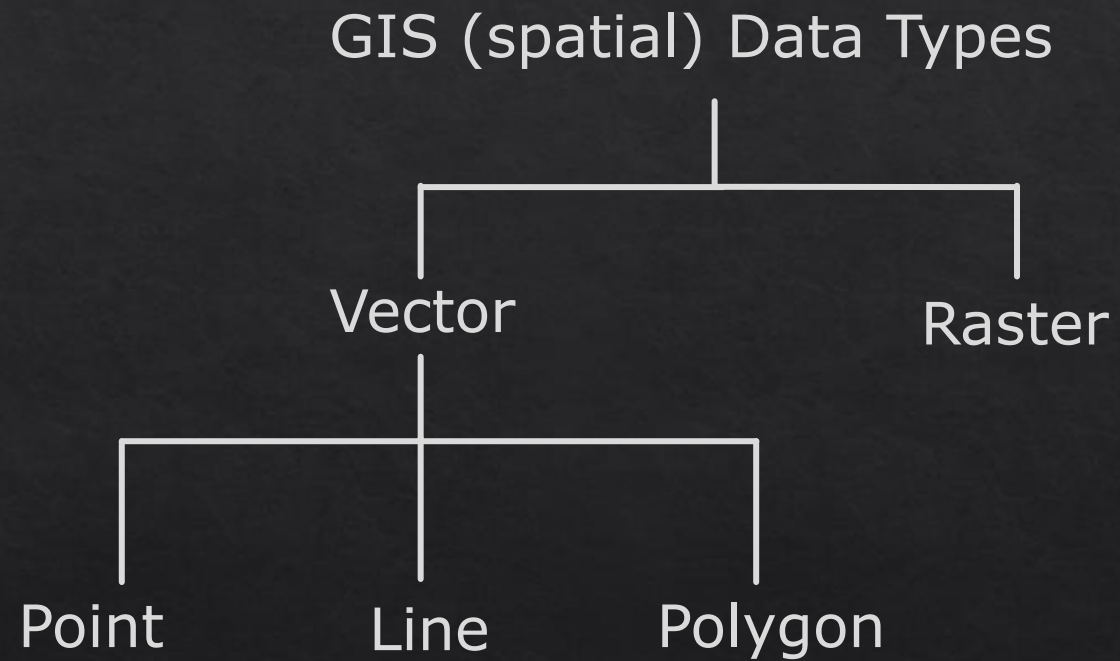 GIS (spatial) Data Types
Vector
Raster
Point
Line
Polygon